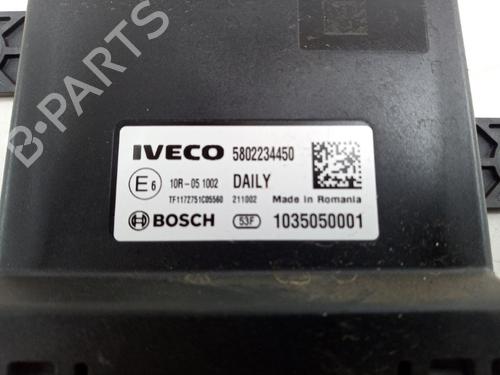 IVECO 5802234450
E6 10R-05 1002 DAILY
TF1172751C05560 211002 Made in Romania
BOSCH 53F 1035050001
B-PARTS